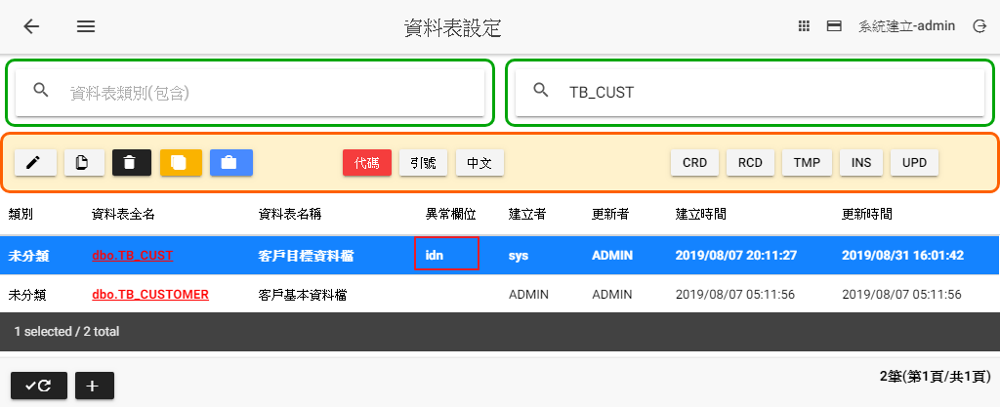 資料表設定
系統建立-admin
資料表類別(包含)
TB_CUST
代碼 引號 中文 CRD RCD TMP INS UPD
類別 資料表全名 資料表名稱 異常欄位 建立者 更新者 建立時間 更新時間
未分類 dbo.TB_CUST 客戶目標資料檔 idn sys ADMIN 2019/08/07 20:11:27 2019/08/31 16:01:42
未分類 dbo.TB_CUSTOMER 客戶基本資料檔 ADMIN ADMIN 2019/08/07 05:11:56 2019/08/07 05:11:56
1 selected / 2 total
2筆(第1頁/共1頁)